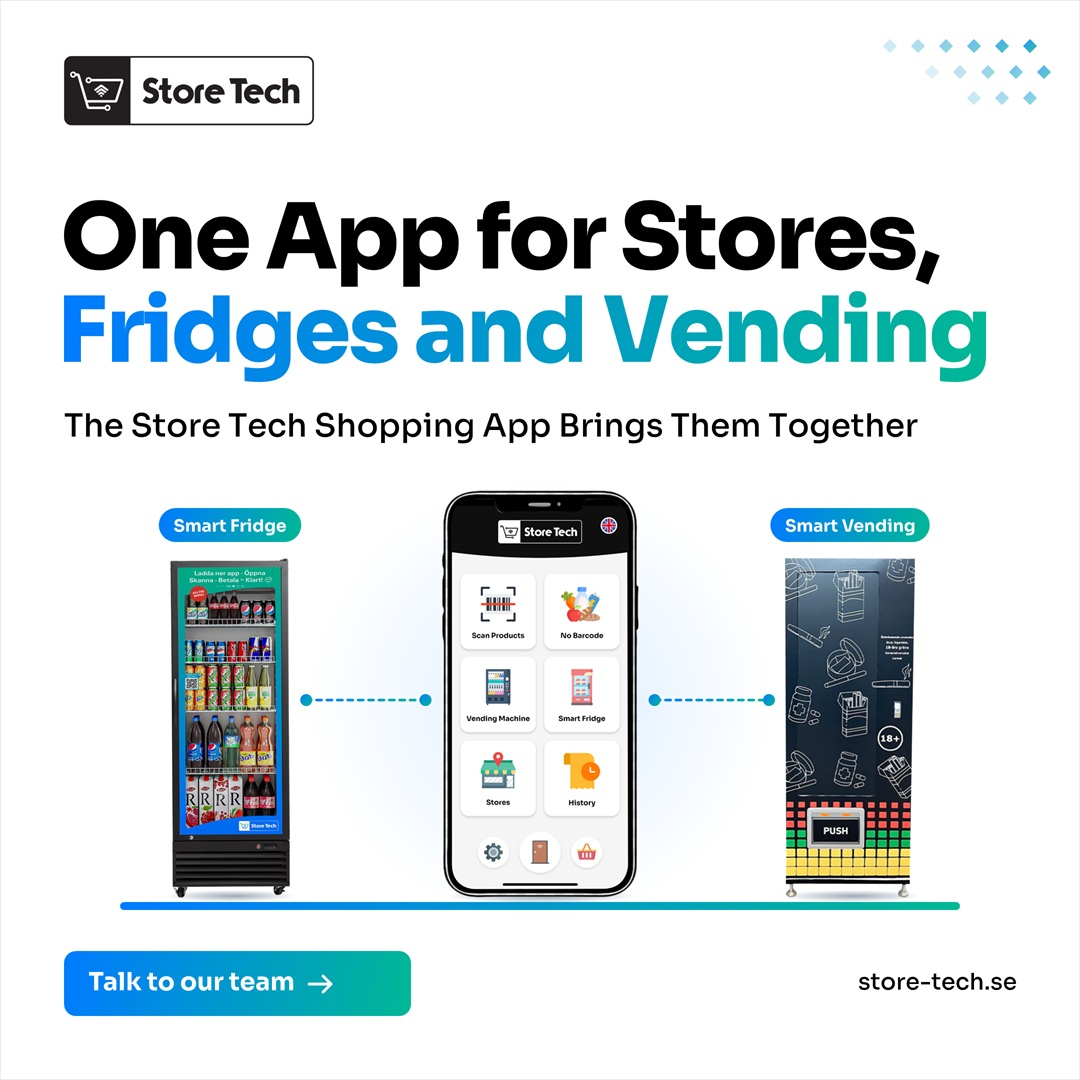 Store Tech
One App for Stores,
Fridges and Vending
The Store Tech Shopping App Brings Them Together
Smart Fridge
Smart Vending
Ladda ner app - Öppna
Skanna - Betala = Klart!
Store Tech
Store Tech
Scan Products
No Barcode
Vending Machine
Smart Fridge
Stores
History
18+
PUSH
Talk to our team →
store-tech.se